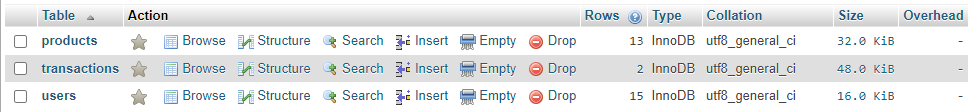 Table Action Rows Type Collation Size Overhead
products Browse Structure Search Insert Empty Drop 13 InnoDB utf8_general_ci 32.0 KiB -
transactions Browse Structure Search Insert Empty Drop 2 InnoDB utf8_general_ci 48.0 KiB -
users Browse Structure Search Insert Empty Drop 15 InnoDB utf8_general_ci 16.0 KiB -